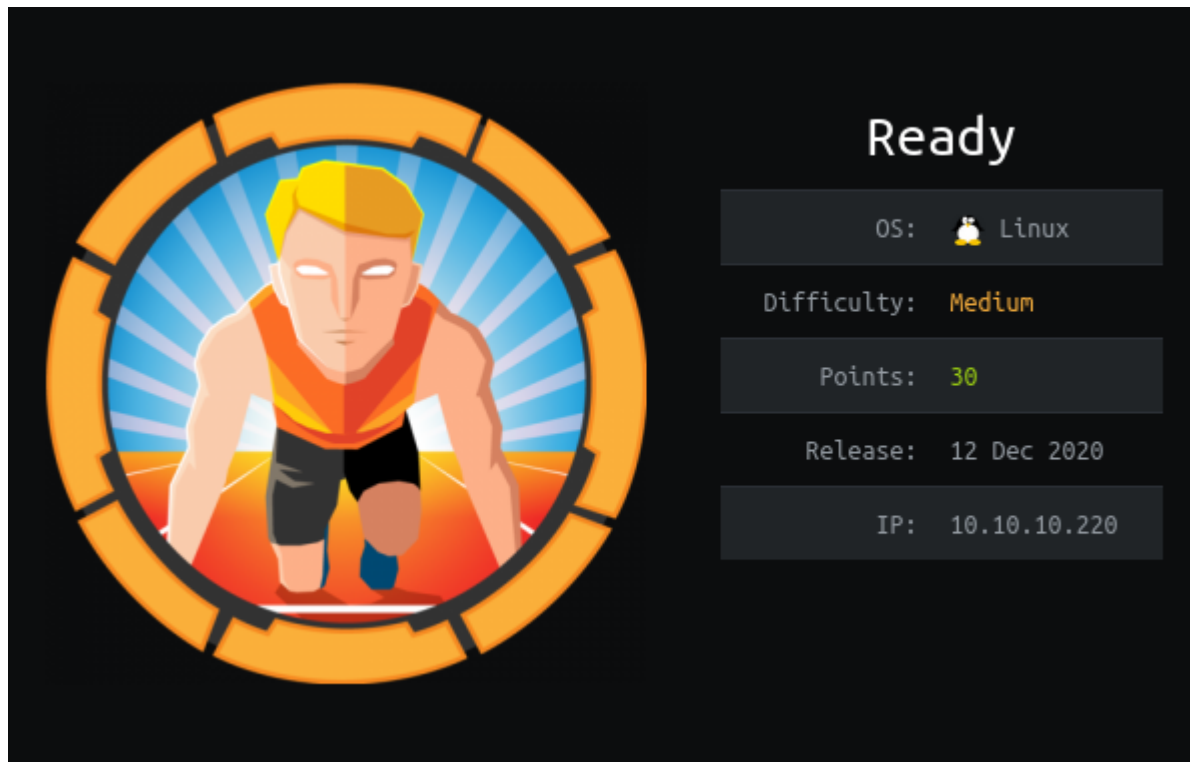 Ready
OS: Linux
Difficulty: Medium
Points: 30
Release: 12 Dec 2020
IP: 10.10.10.220